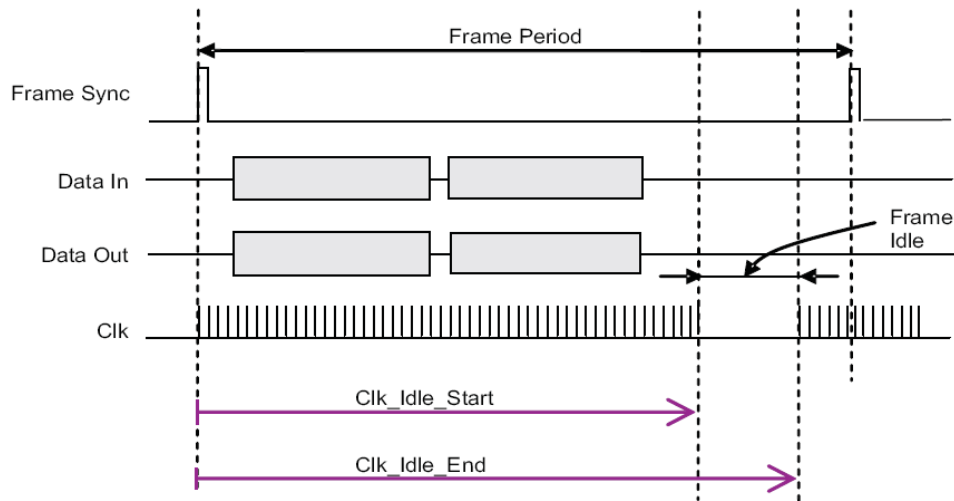 Frame Period
Frame Sync
Data In
Frame
Idle
Data Out
Clk
Clk_Idle_Start
Clk_Idle_End